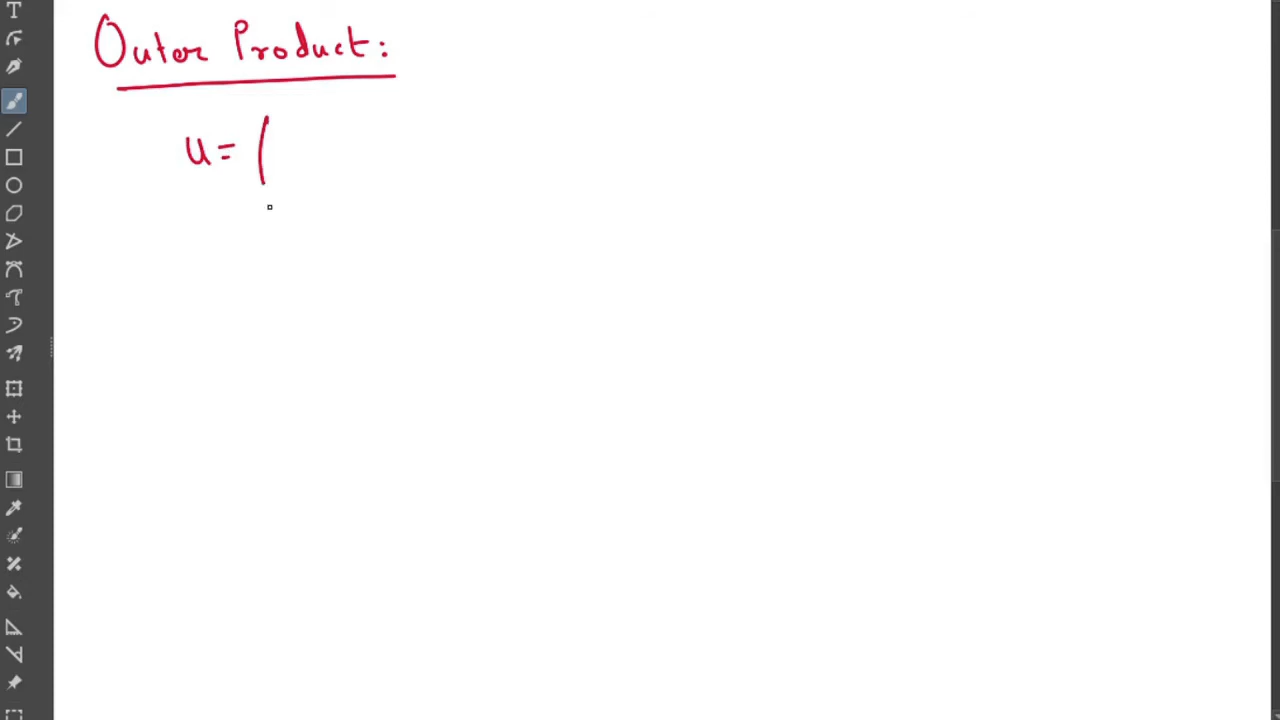 Outer Product:
u = (